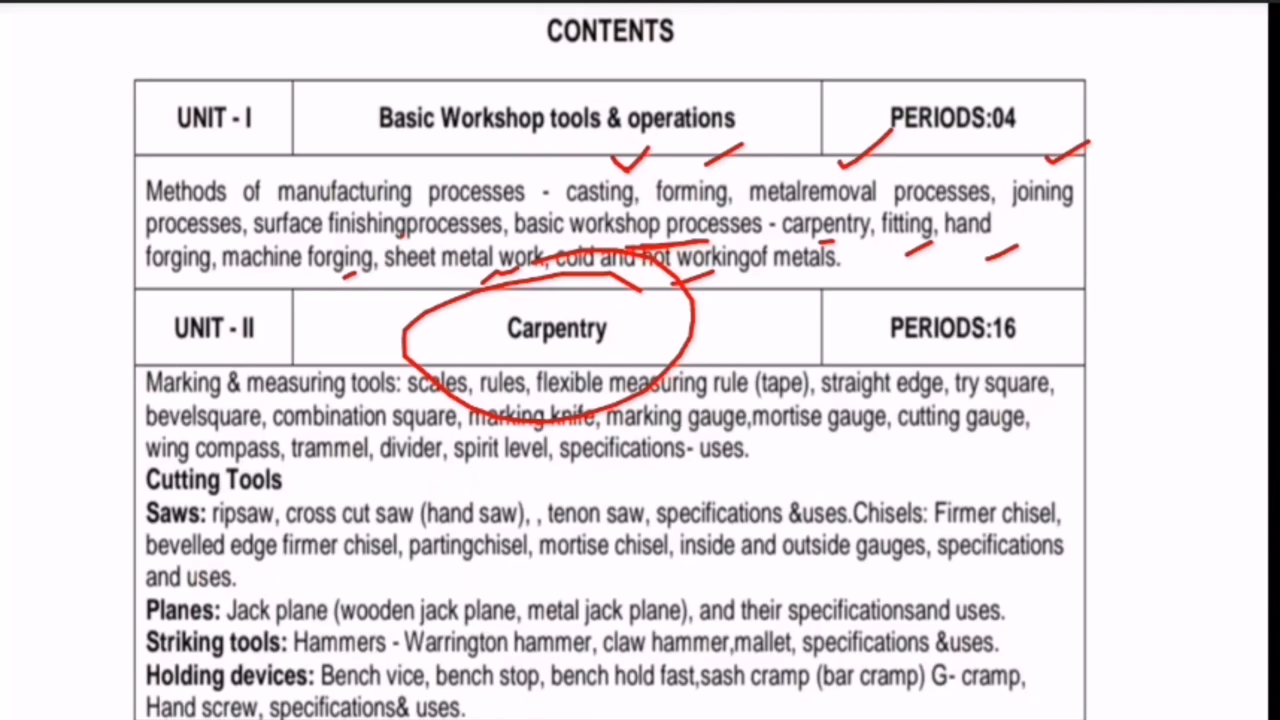 CONTENTS
UNIT - I Basic Workshop tools & operations PERIODS:04
Methods of manufacturing processes - casting, forming, metalremoval processes, joining
processes, surface finishingprocesses, basic workshop processes - carpentry, fitting, hand
forging, machine forging, sheet metal work, cold and hot workingof metals.
UNIT - II Carpentry PERIODS:16
Marking & measuring tools: scales, rules, flexible measuring rule (tape), straight edge, try square,
bevelsquare, combination square, marking knife, marking gauge,mortise gauge, cutting gauge,
wing compass, trammel, divider, spirit level, specifications- uses.
Cutting Tools
Saws: ripsaw, cross cut saw (hand saw), , tenon saw, specifications &uses.Chisels: Firmer chisel,
bevelled edge firmer chisel, partingchisel, mortise chisel, inside and outside gauges, specifications
and uses.
Planes: Jack plane (wooden jack plane, metal jack plane), and their specificationsand uses.
Striking tools: Hammers - Warrington hammer, claw hammer,mallet, specifications &uses.
Holding devices: Bench vice, bench stop, bench hold fast,sash cramp (bar cramp) G- cramp,
Hand screw, specifications& uses.